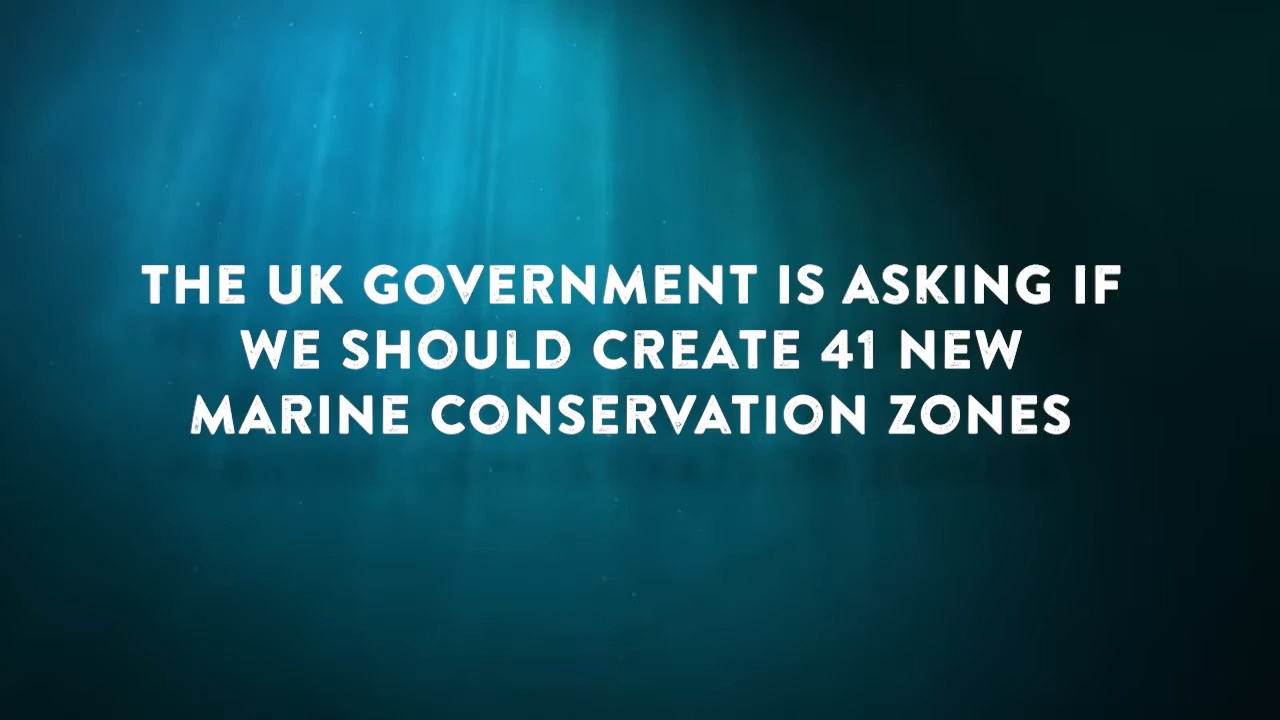 THE UK GOVERNMENT IS ASKING IF
WE SHOULD CREATE 41 NEW
MARINE CONSERVATION ZONES